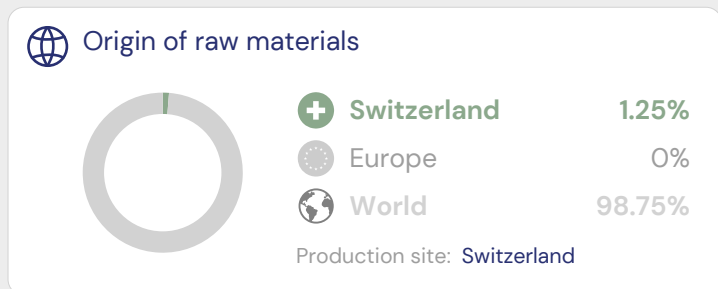 Origin of raw materials
Switzerland 1.25%
Europe 0%
World 98.75%
Production site: Switzerland